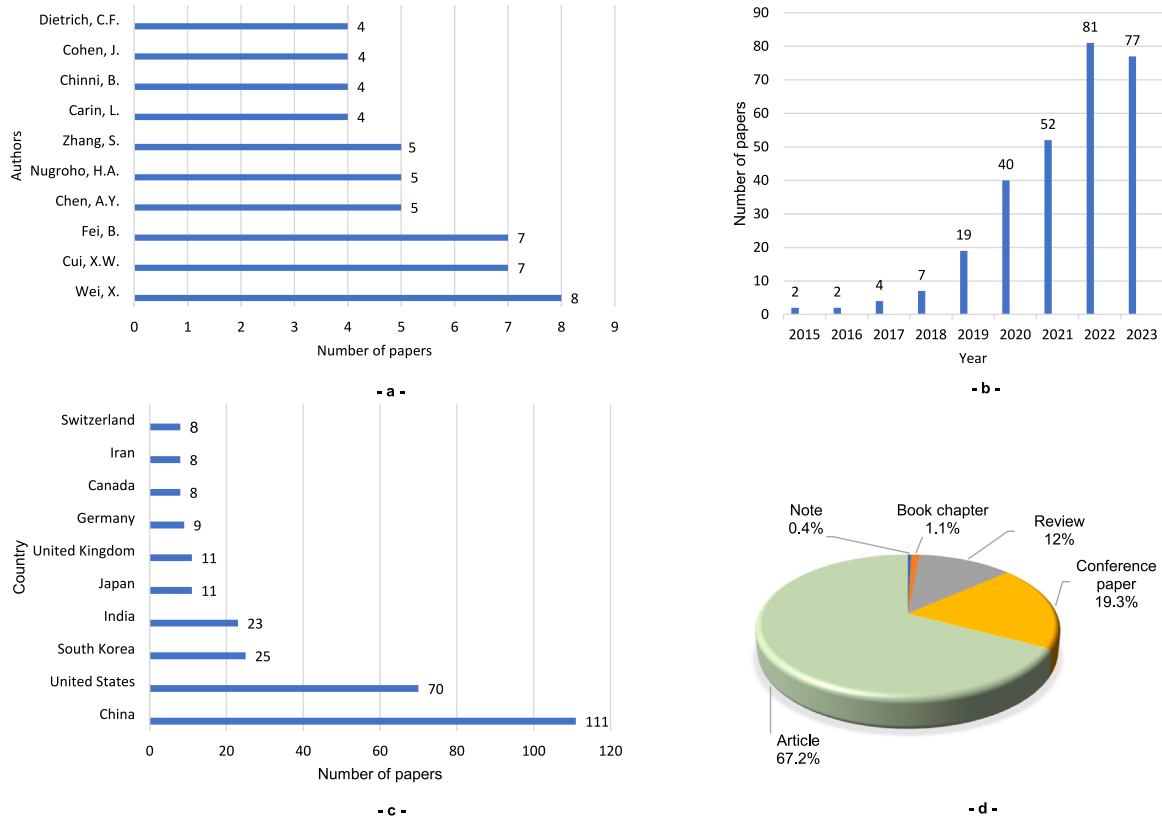 Dietrich, C.F.
4
Cohen, J.
4
Chinni, B.
4
Carin, L.
4
Zhang, S.
5
Nugroho, H.A.
5
Chen, A.Y.
5
Fei, B.
7
Cui, X.W.
7
Wei, X.
8
Authors
0 1 2 3 4 5 6 7 8 9
Number of papers
- a -
90
80
70
60
50
40
30
20
10
0
Number of papers
2
2
4
7
19
40
52
81
77
2015 2016 2017 2018 2019 2020 2021 2022 2023
Year
- b -
Switzerland
8
Iran
8
Canada
8
Germany
9
United Kingdom
11
Japan
11
India
23
South Korea
25
United States
70
China
111
Country
0 20 40 60 80 100 120
Number of papers
- c -
Note
0.4%
Book chapter
1.1%
Review
12%
Conference
paper
19.3%
Article
67.2%
- d -